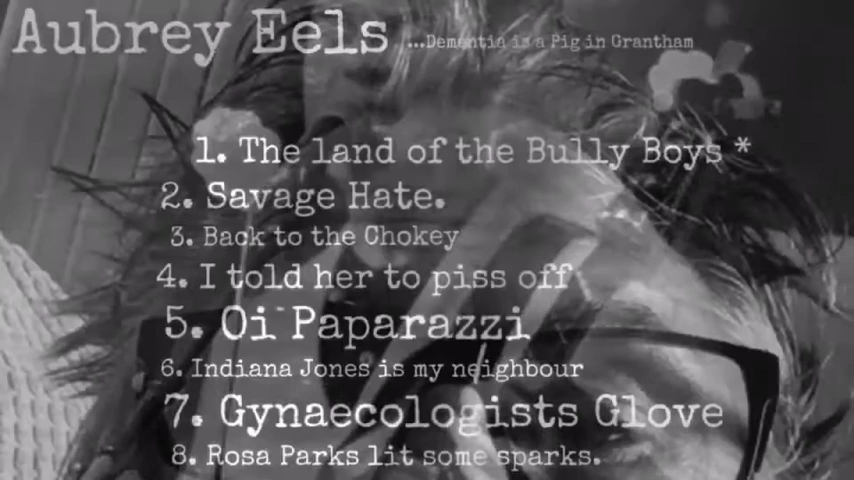 Aubrey Eels ...Dementia is a Pig in Grantham
1. The land of the Bully Boys *
2. Savage Hate.
3. Back to the Chokey
4. I told her to piss off
5. Oi Paparazzi
6. Indiana Jones is my neighbour
7. Gynaecologists Glove
8. Rosa Parks lit some sparks.